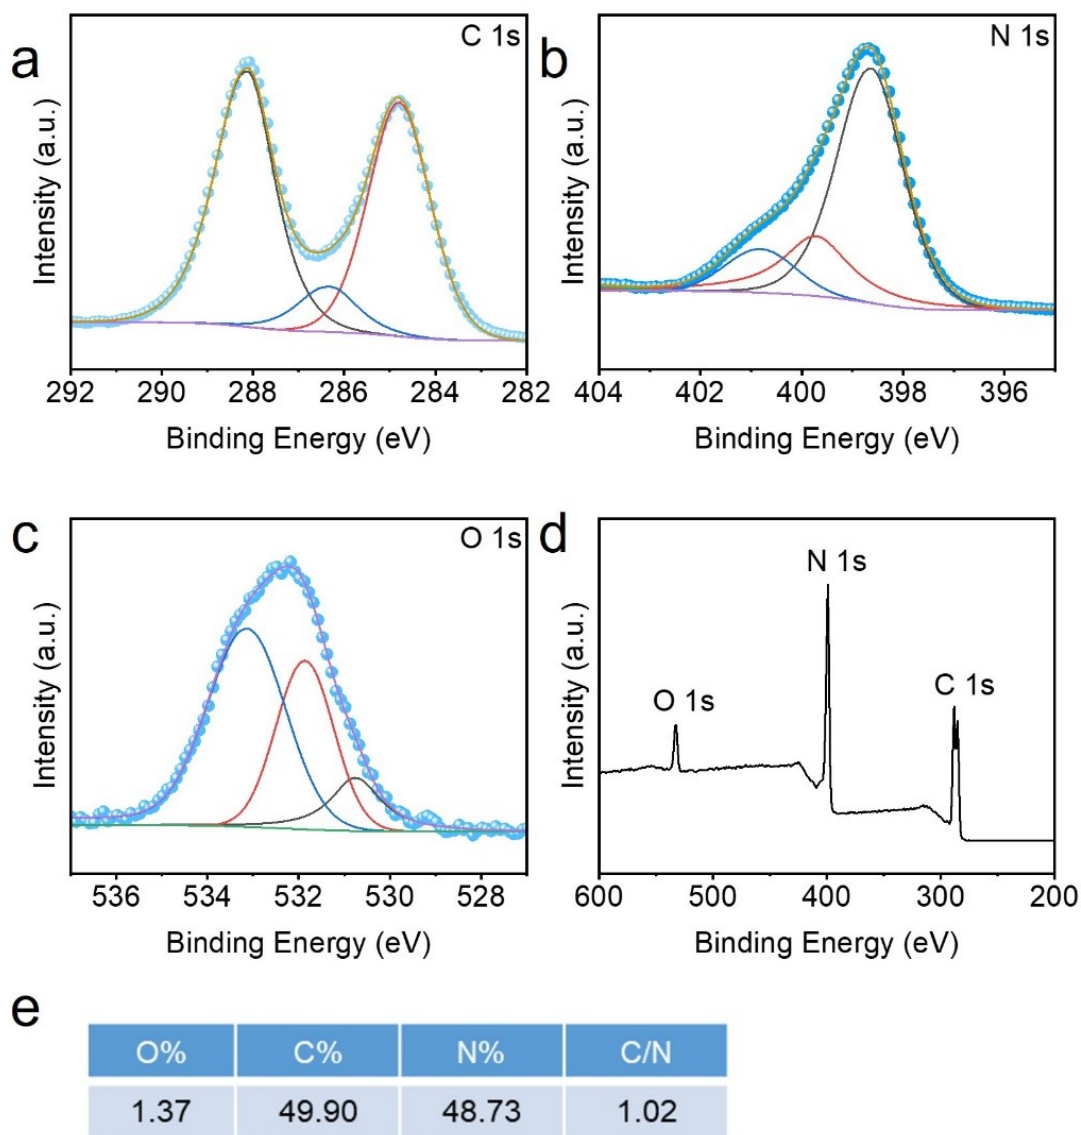 a
C 1s
Intensity (a.u.)
292 290 288 286 284 282
Binding Energy (eV)
b
N 1s
Intensity (a.u.)
404 402 400 398 396
Binding Energy (eV)
c
O 1s
Intensity (a.u.)
536 534 532 530 528
Binding Energy (eV)
d
O 1s
N 1s
C 1s
Intensity (a.u.)
600 500 400 300 200
Binding Energy (eV)
e
O% C% N% C/N
1.37 49.90 48.73 1.02